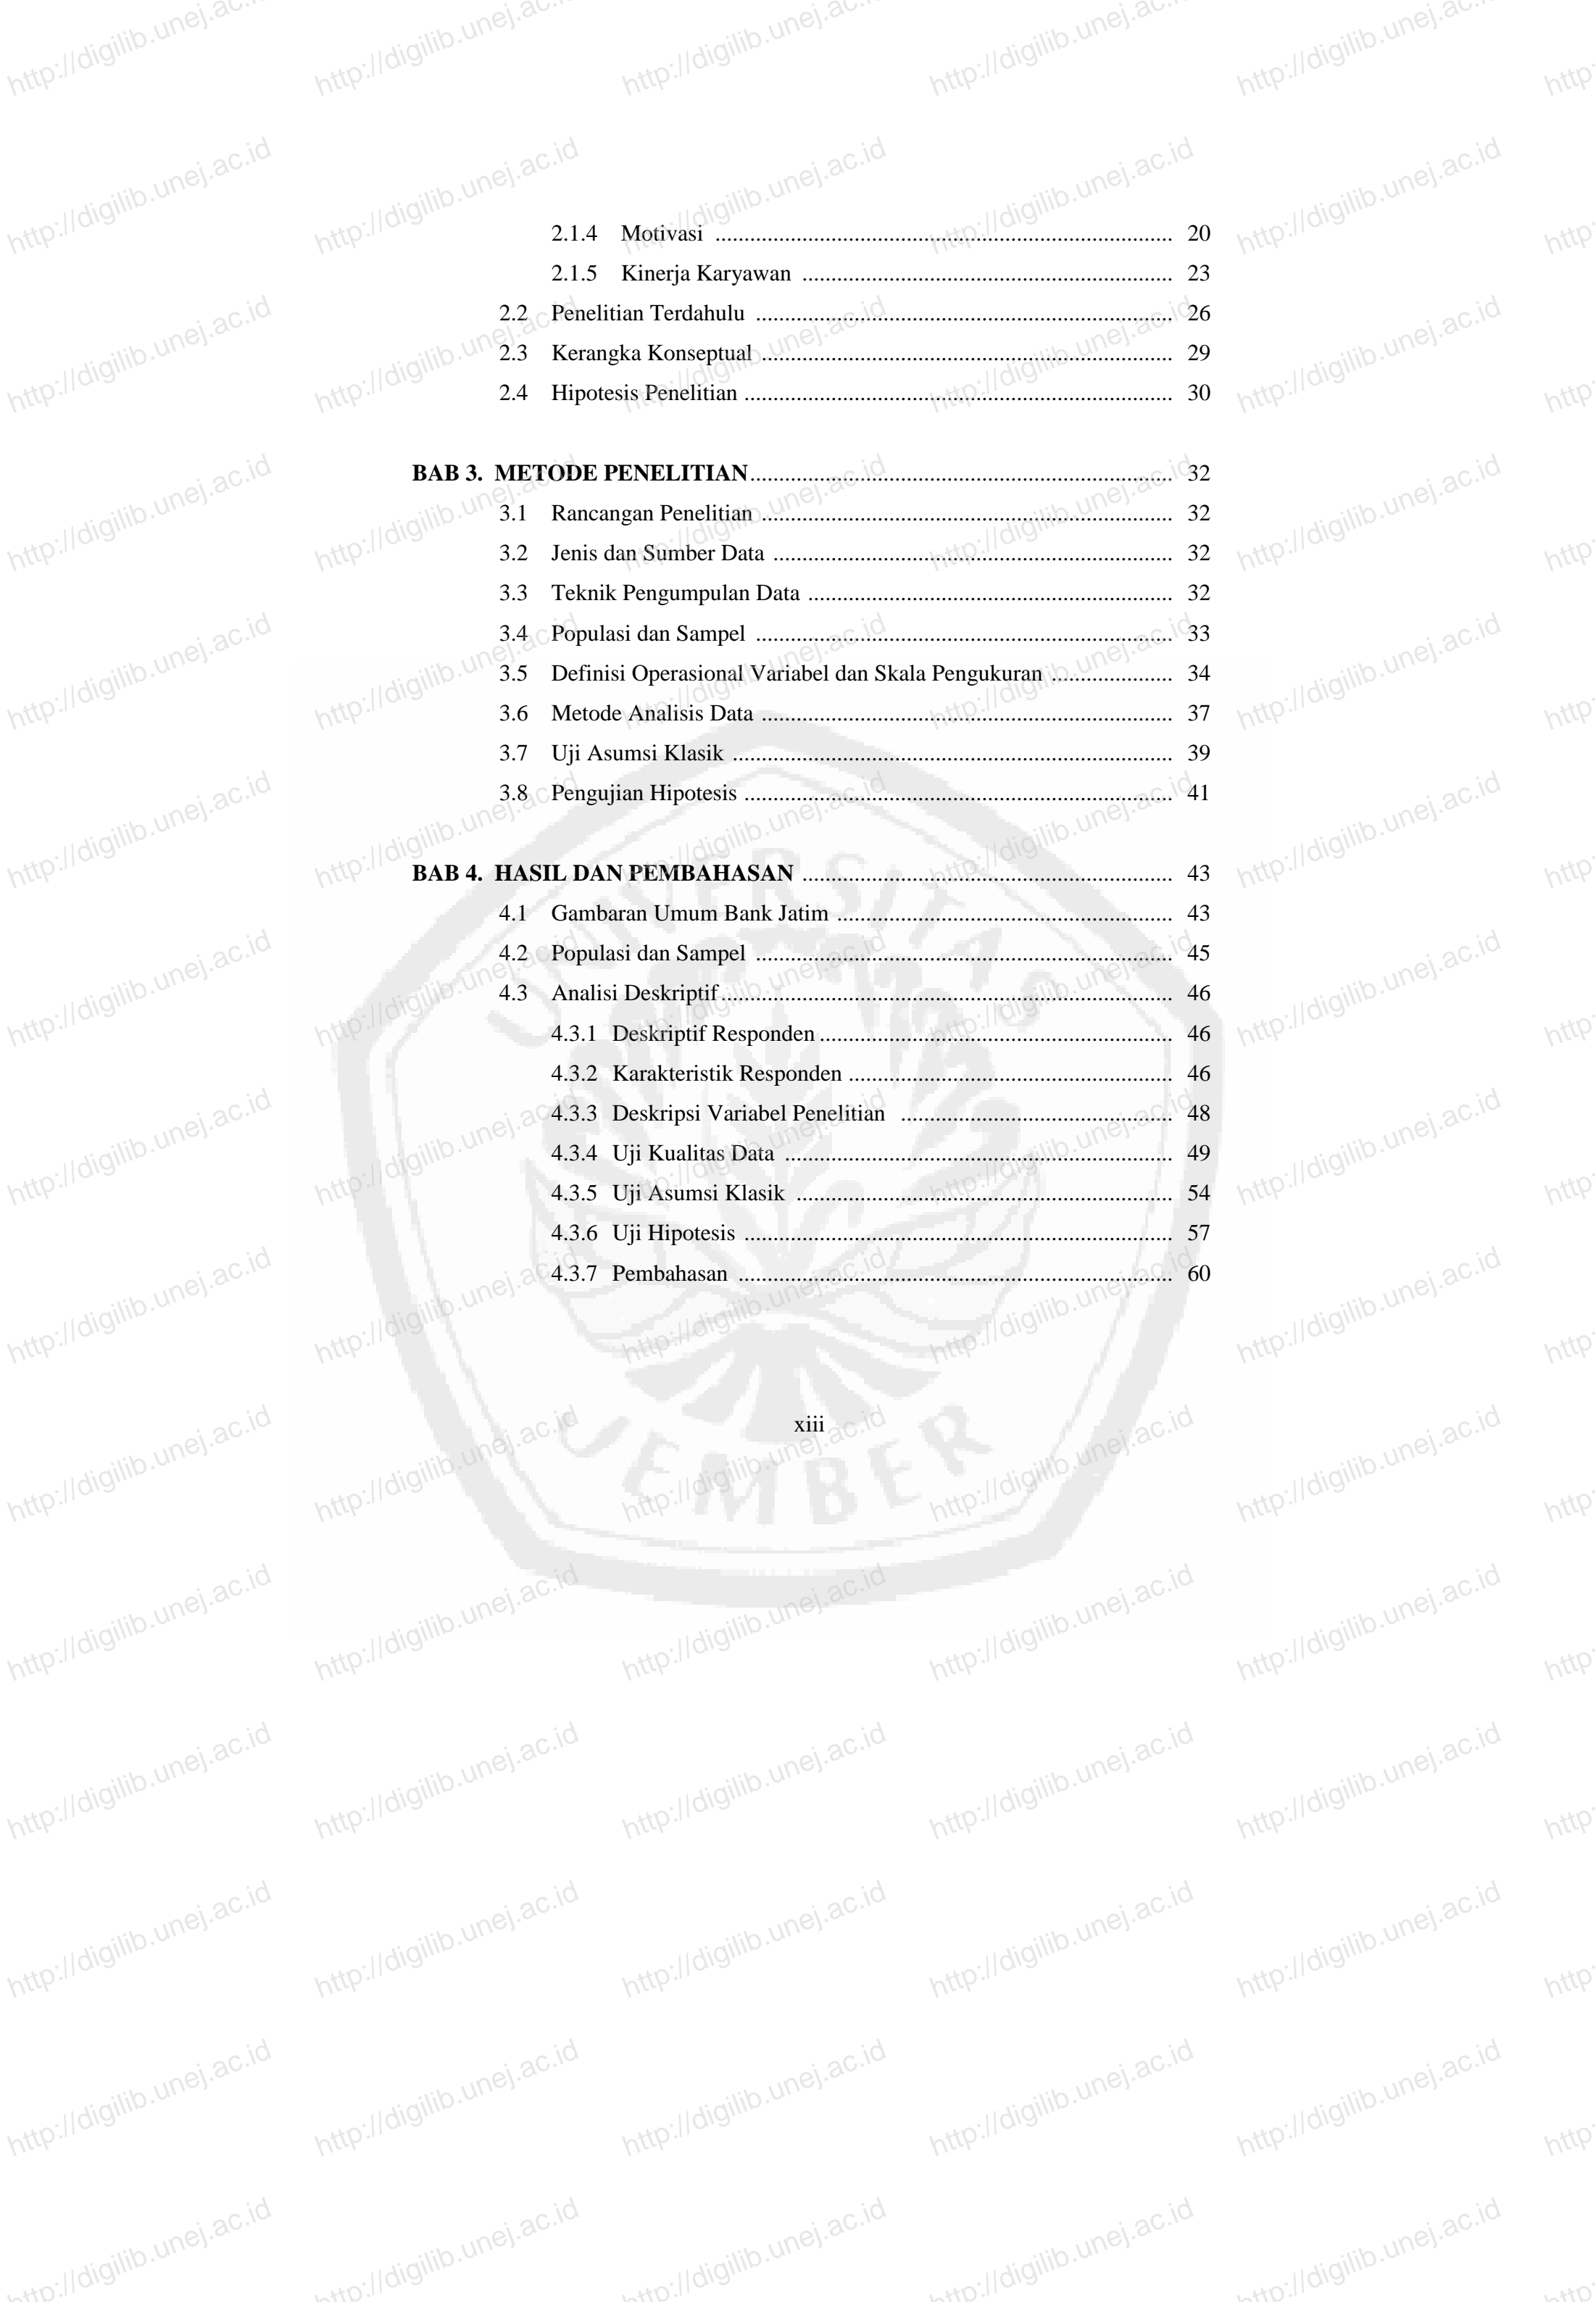 2.1.4 Motivasi ........ 20
2.1.5 Kinerja Karyawan ........ 23
2.2 Penelitian Terdahulu ........ 26
2.3 Kerangka Konseptual ........ 29
2.4 Hipotesis Penelitian ........ 30
BAB 3. METODE PENELITIAN ........ 32
3.1 Rancangan Penelitian ........ 32
3.2 Jenis dan Sumber Data ........ 32
3.3 Teknik Pengumpulan Data ........ 32
3.4 Populasi dan Sampel ........ 33
3.5 Definisi Operasional Variabel dan Skala Pengukuran ........ 34
3.6 Metode Analisis Data ........ 37
3.7 Uji Asumsi Klasik ........ 39
3.8 Pengujian Hipotesis ........ 41
BAB 4. HASIL DAN PEMBAHASAN ........ 43
4.1 Gambaran Umum Bank Jatim ........ 43
4.2 Populasi dan Sampel ........ 45
4.3 Analisi Deskriptif ........ 46
4.3.1 Deskriptif Responden ........ 46
4.3.2 Karakteristik Responden ........ 46
4.3.3 Deskripsi Variabel Penelitian ........ 48
4.3.4 Uji Kualitas Data ........ 49
4.3.5 Uji Asumsi Klasik ........ 54
4.3.6 Uji Hipotesis ........ 57
4.3.7 Pembahasan ........ 60
xiii
UNIVERSITAS
JEMBER
http://digilib.unej.ac.id